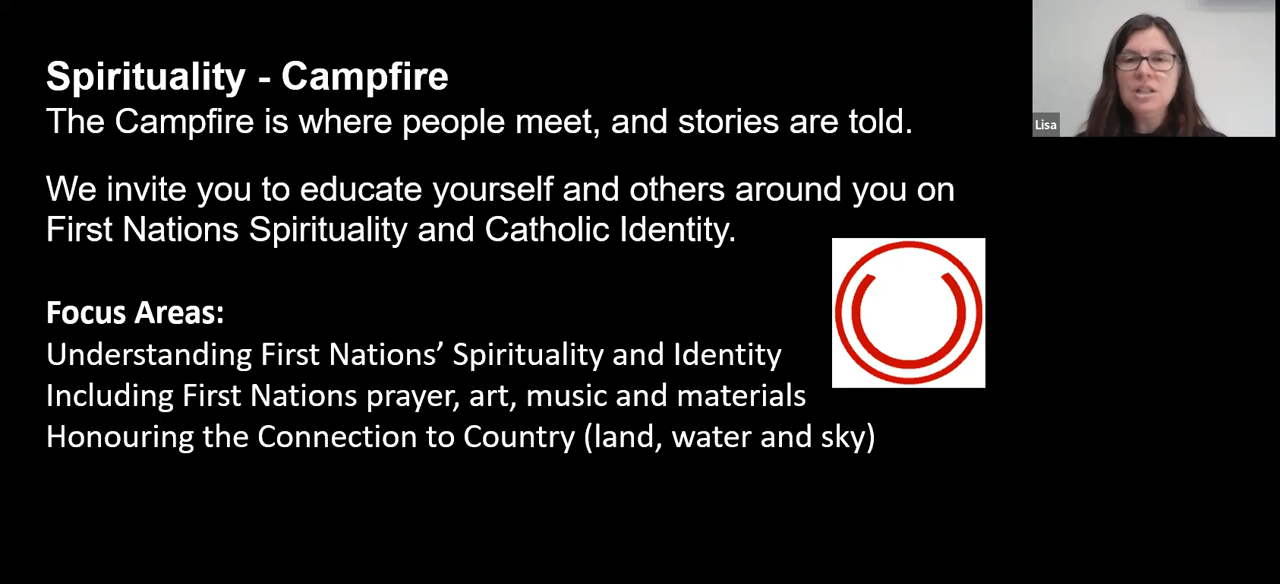 Spirituality - Campfire
The Campfire is where people meet, and stories are told.
We invite you to educate yourself and others around you on
First Nations Spirituality and Catholic Identity.
Focus Areas:
Understanding First Nations’ Spirituality and Identity
Including First Nations prayer, art, music and materials
Honouring the Connection to Country (land, water and sky)
Lisa